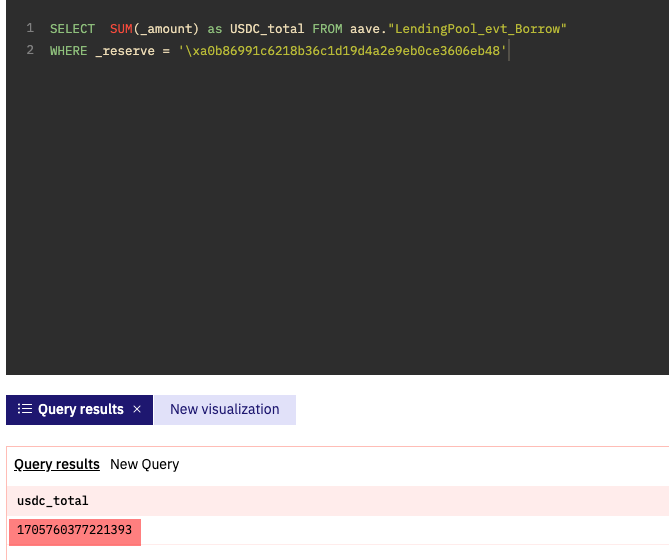 1 SELECT  SUM(_amount) as USDC_total FROM aave."LendingPool_evt_Borrow"
2 WHERE _reserve = '\xa0b86991c6218b36c1d19d4a2e9eb0ce3606eb48'
Query results × New visualization
Query results New Query
usdc_total
1705760377221393